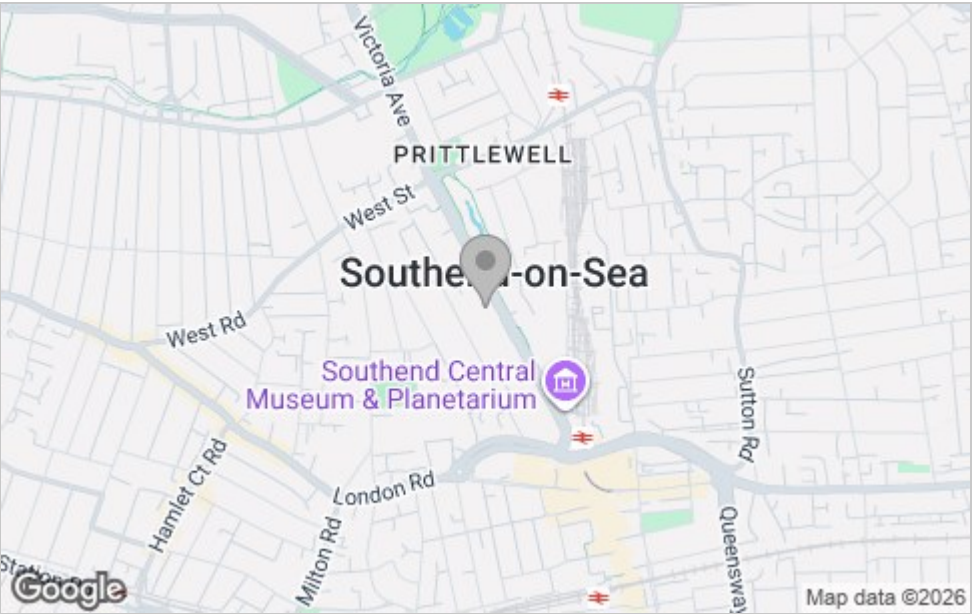 Victoria Ave
PRITTLEWELL
West St
Southend-on-Sea
West Rd
Southend Central
Museum & Planetarium
Sutton Rd
Hamlet Ct Rd
London Rd
Milton Rd
Queensway
Station
Google
Map data ©2026